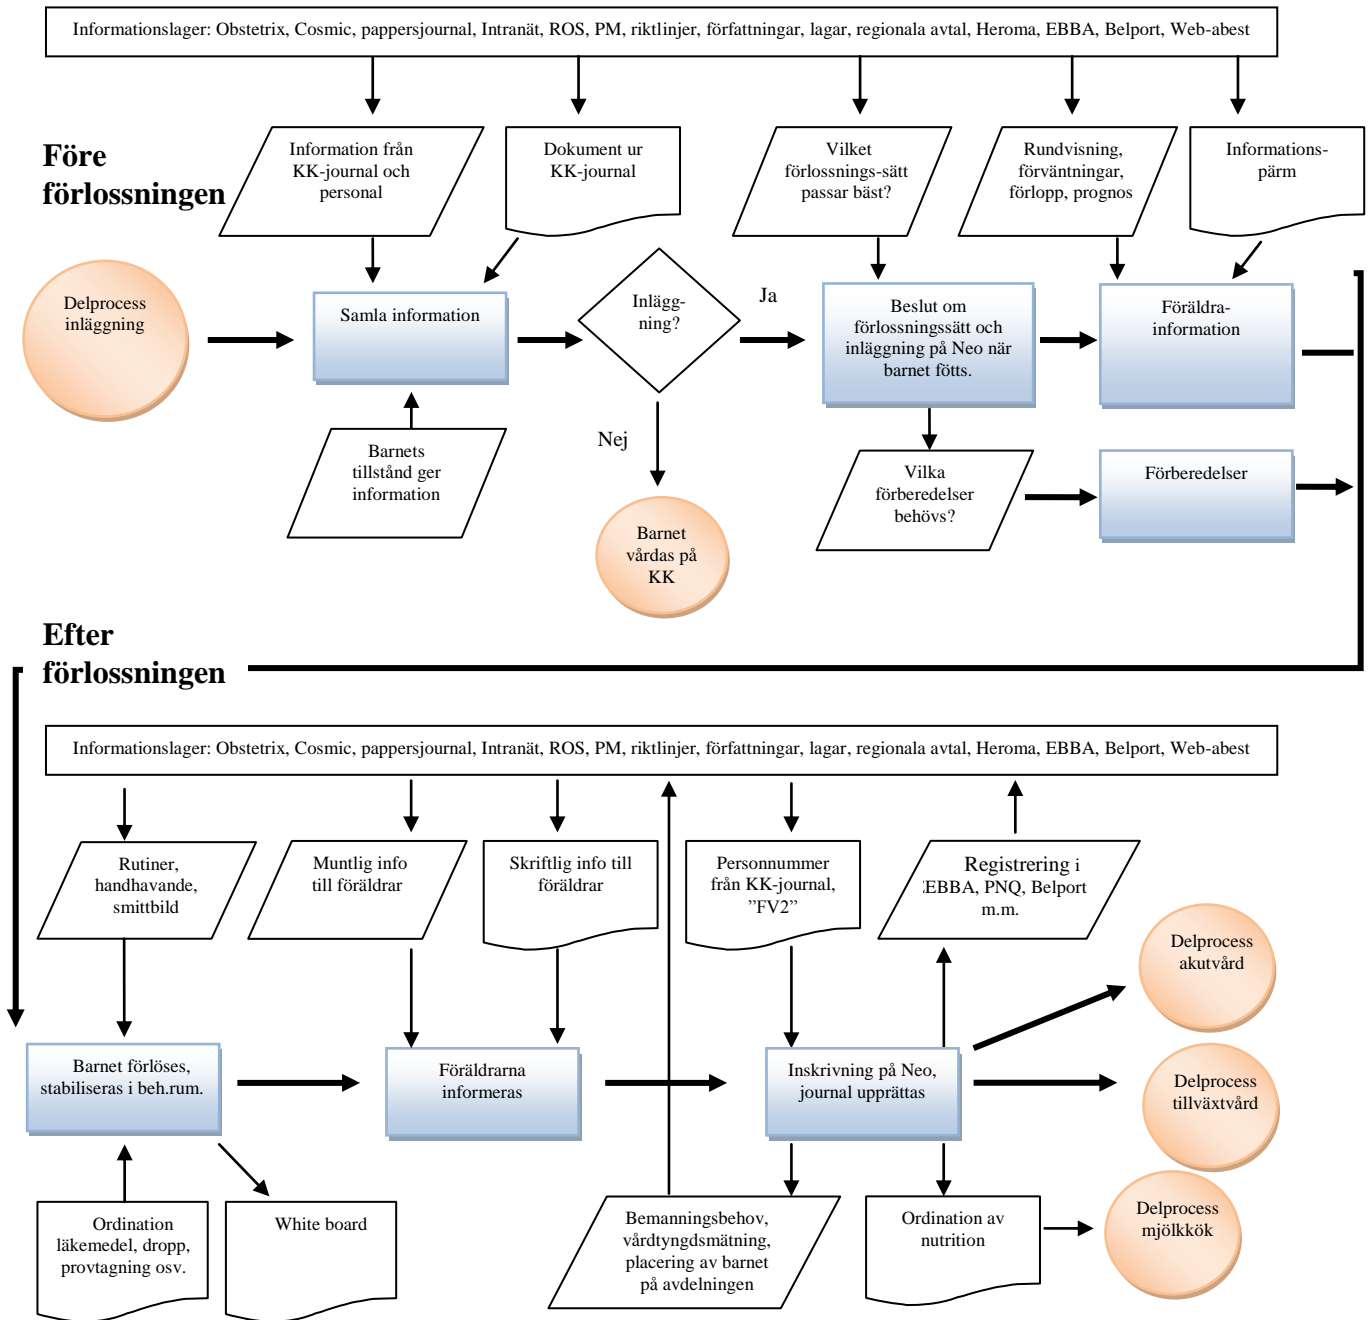 Informationslager: Obstetrix, Cosmic, pappersjournal, Intranät, ROS, PM, riktlinjer, författningar, lagar, regionala avtal, Heroma, EBBA, Belport, Web-abest
Före
förlossningen
Information från
KK-journal och
personal
Dokument ur
KK-journal
Vilket
förlossnings-sätt
passar bäst?
Rundvisning,
förväntningar,
förlopp, prognos
Informations-
pärm
Delprocess
inläggning
Samla information
Inlägg-
ning?
Ja
Beslut om
förlossningssätt och
inläggning på Neo när
barnet fötts.
Föräldra-
information
Barnets
tillstånd ger
information
Nej
Vilka
förberedelser
behövs?
Förberedelser
Barnet
vårdas på
KK
Efter
förlossningen
Informationslager: Obstetrix, Cosmic, pappersjournal, Intranät, ROS, PM, riktlinjer, författningar, lagar, regionala avtal, Heroma, EBBA, Belport, Web-abest
Rutiner,
handhavande,
smittbild
Muntlig info
till föräldrar
Skriftlig info till
föräldrar
Personnummer
från KK-journal,
”FV2”
Registrering i
EBBA, PNQ, Belport
m.m.
Delprocess
akutvård
Barnet förlöses,
stabiliseras i beh.rum.
Föräldrarna
informeras
Inskrivning på Neo,
journal upprättas
Delprocess
tillväxtvård
Ordination
läkemedel, dropp,
provtagning osv.
White board
Bemanningsbehov,
vårdtyngdsmätning,
placering av barnet
på avdelningen
Ordination av
nutrition
Delprocess
mjölkkök